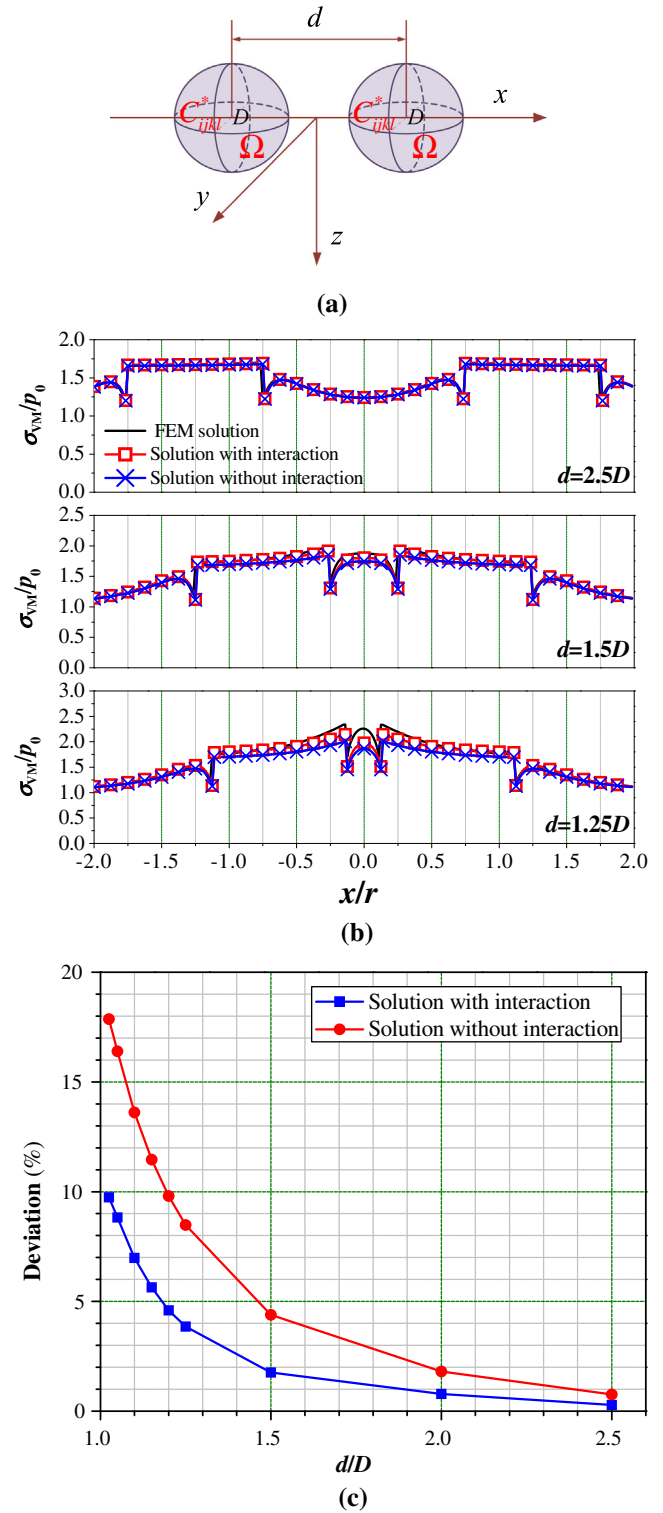 d
C*ijkl D Ω
C*ijkl D Ω
x
y
z
(a)
2.0
1.5
1.0
0.5
0.0
σVM/p0
FEM solution
Solution with interaction
Solution without interaction
d=2.5D
2.5
2.0
1.5
1.0
0.5
0.0
σVM/p0
d=1.5D
3.0
2.5
2.0
1.5
1.0
0.5
0.0
σVM/p0
d=1.25D
-2.0 -1.5 -1.0 -0.5 0.0 0.5 1.0 1.5 2.0
x/r
(b)
20
15
10
5
0
Deviation (%)
Solution with interaction
Solution without interaction
1.0 1.5 2.0 2.5
d/D
(c)